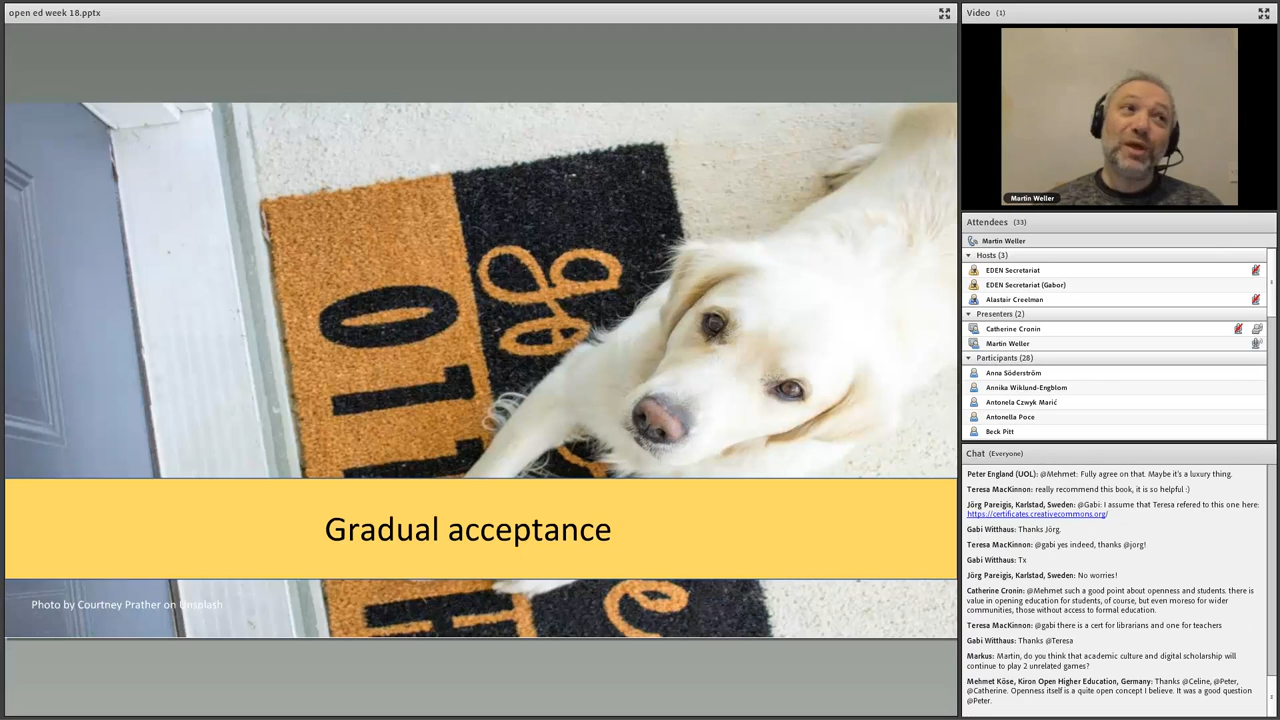 open ed week 18.pptx
Gradual acceptance
Photo by Courtney Prather on Unsplash
Video (1)
Martin Weller
Attendees (33)
Martin Weller
Hosts (3)
EDEN Secretariat
EDEN Secretariat (Gabor)
Alastair Creelman
Presenters (2)
Catherine Cronin
Martin Weller
Participants (28)
Anna Söderström
Annika Wiklund-Engblom
Antonela Czwyk Marić
Antonella Poce
Beck Pitt
Chat (Everyone)
Peter England (UOL): @Mehmet: Fully agree on that. Maybe it's a luxury thing.
Teresa MacKinnon: really recommend this book, it is so helpful :)
Jörg Pareigis, Karlstad, Sweden: @Gabi: I assume that Teresa refered to this one here:
https://certificates.creativecommons.org/
Gabi Witthaus: Thanks Jörg.
Teresa MacKinnon: @gabi yes indeed, thanks @jorg!
Gabi Witthaus: Tx
Jörg Pareigis, Karlstad, Sweden: No worries!
Catherine Cronin: @Mehmet such a good point about openness and students. there is
value in opening education for students, of course, but even moreso for wider
communities, those without access to formal education.
Teresa MacKinnon: @gabi there is a cert for librarians and one for teachers
Gabi Witthaus: Thanks @Teresa
Markus: Martin, do you think that academic culture and digital scholarship will
continue to play 2 unrelated games?
Mehmet Köse, Kiron Open Higher Education, Germany: Thanks @Celine, @Peter,
@Catherine. Openness itself is a quite open concept I believe. It was a good question
@Peter.